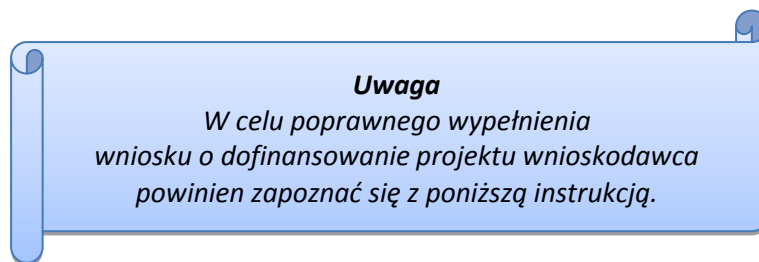 Uwaga
W celu poprawnego wypełnienia
wniosku o dofinansowanie projektu wnioskodawca
powinien zapoznać się z poniższą instrukcją.